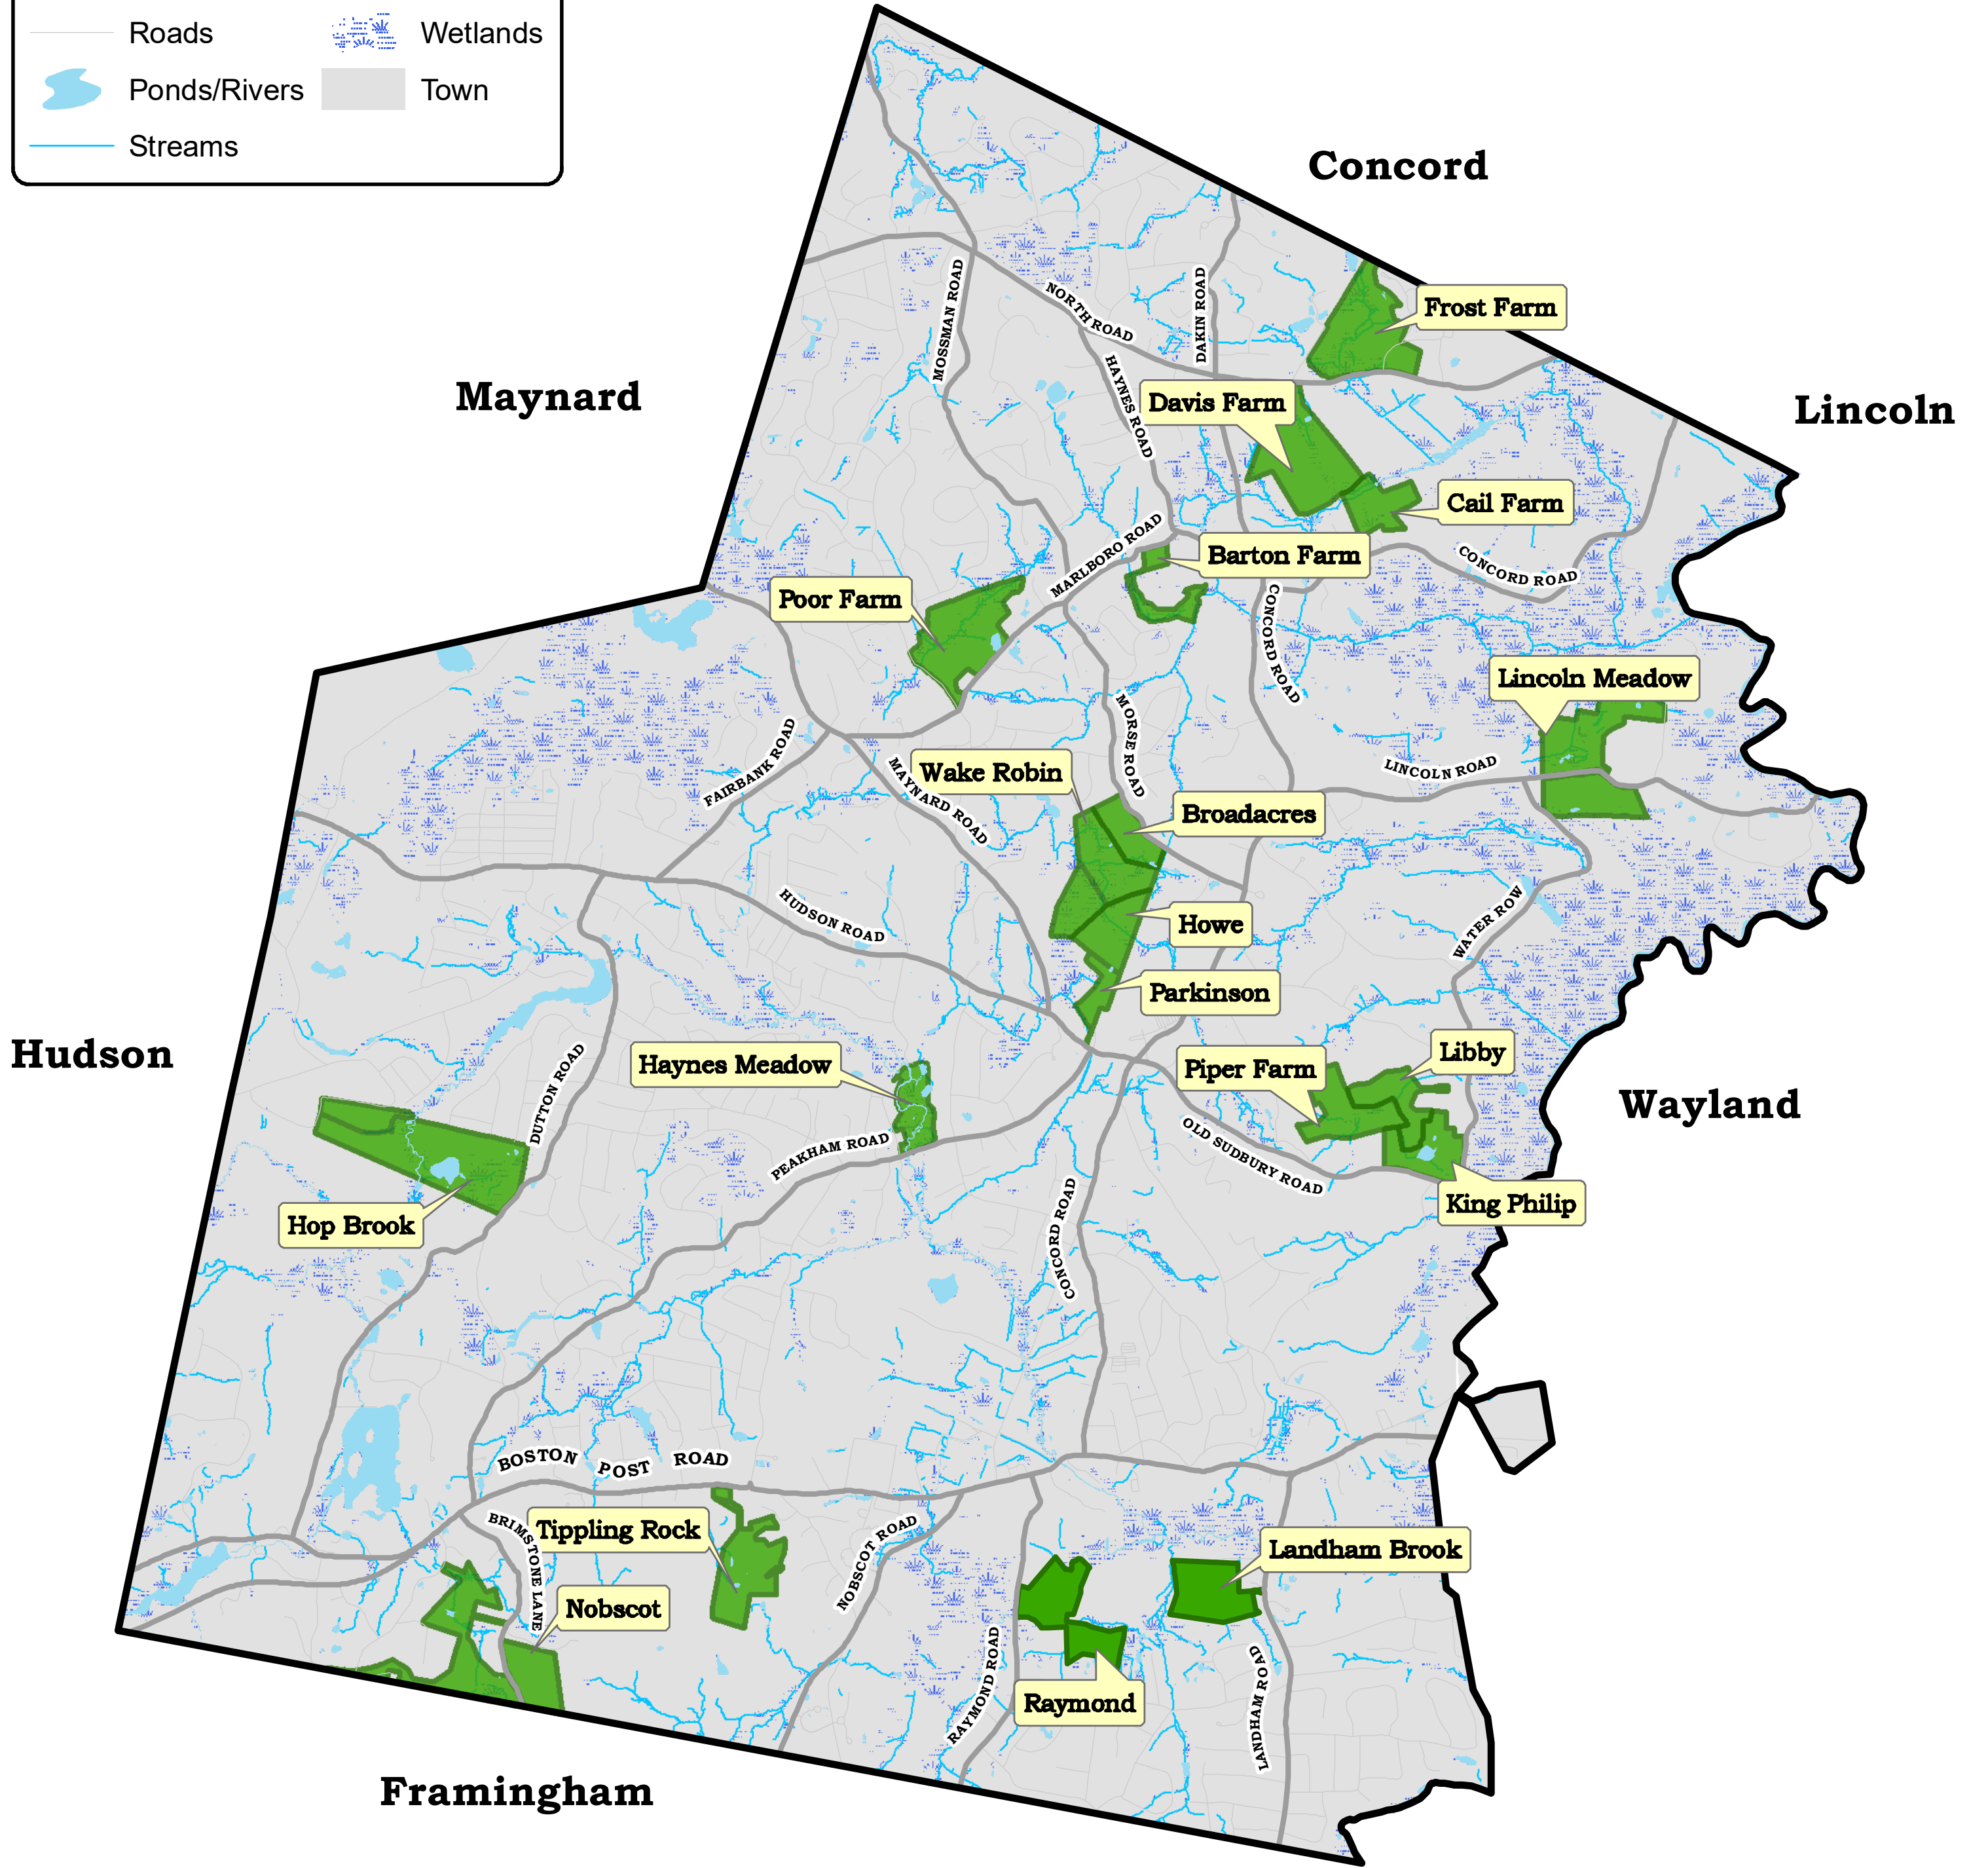 Roads
Wetlands
Ponds/Rivers
Town
Streams
Concord
Maynard
Lincoln
Hudson
Wayland
Framingham
MOSSMAN ROAD
NORTH ROAD
DAKIN ROAD
HAYNES ROAD
Frost Farm
Davis Farm
Cail Farm
MARLBORO ROAD
Barton Farm
CONCORD ROAD
Poor Farm
CONCORD ROAD
Lincoln Meadow
MORSE ROAD
FAIRBANK ROAD
MAYNARD ROAD
Wake Robin
LINCOLN ROAD
Broadacres
HUDSON ROAD
Howe
WATER ROW
Parkinson
Haynes Meadow
Piper Farm
Libby
DUTTON ROAD
PEAKHAM ROAD
OLD SUDBURY ROAD
King Philip
Hop Brook
CONCORD ROAD
BOSTON POST ROAD
BRIMSTONE LANE
Tippling Rock
NOBSCOT ROAD
Landham Brook
Nobscot
RAYMOND ROAD
Raymond
LANDHAM ROAD